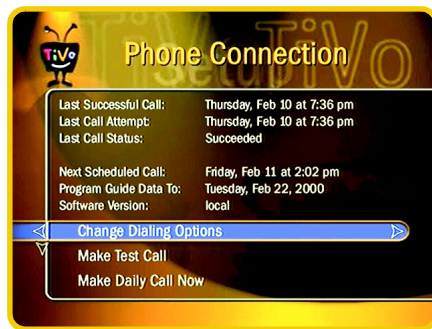 TiVo
Phone Connection
Last Successful Call: Thursday, Feb 10 at 7:36 pm
Last Call Attempt: Thursday, Feb 10 at 7:36 pm
Last Call Status: Succeeded
Next Scheduled Call: Friday, Feb 11 at 2:02 pm
Program Guide Data To: Tuesday, Feb 22, 2000
Software Version: local
Change Dialing Options
Make Test Call
Make Daily Call Now